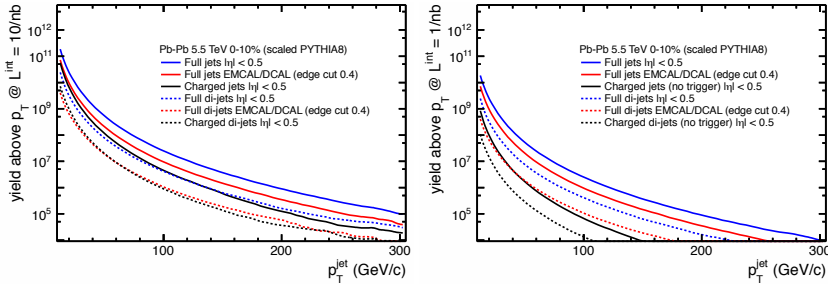 yield above p_T @ L^int = 10/nb
10^11
10^9
10^7
10^5
Pb-Pb 5.5 TeV 0-10% (scaled PYTHIA8)
Full jets |η| < 0.5
Full jets EMCAL/DCAL (edge cut 0.4)
Charged jets |η| < 0.5
Full di-jets |η| < 0.5
Full di-jets EMCAL/DCAL (edge cut 0.4)
Charged di-jets |η| < 0.5
100 200 300
p_T^jet (GeV/c)
yield above p_T @ L^int = 1/nb
10^11
10^9
10^7
10^5
Pb-Pb 5.5 TeV 0-10% (scaled PYTHIA8)
Full jets |η| < 0.5
Full jets EMCAL/DCAL (edge cut 0.4)
Charged jets (no trigger) |η| < 0.5
Full di-jets |η| < 0.5
Full di-jets EMCAL/DCAL (edge cut 0.4)
Charged di-jets (no trigger) |η| < 0.5
100 200 300
p_T^jet (GeV/c)